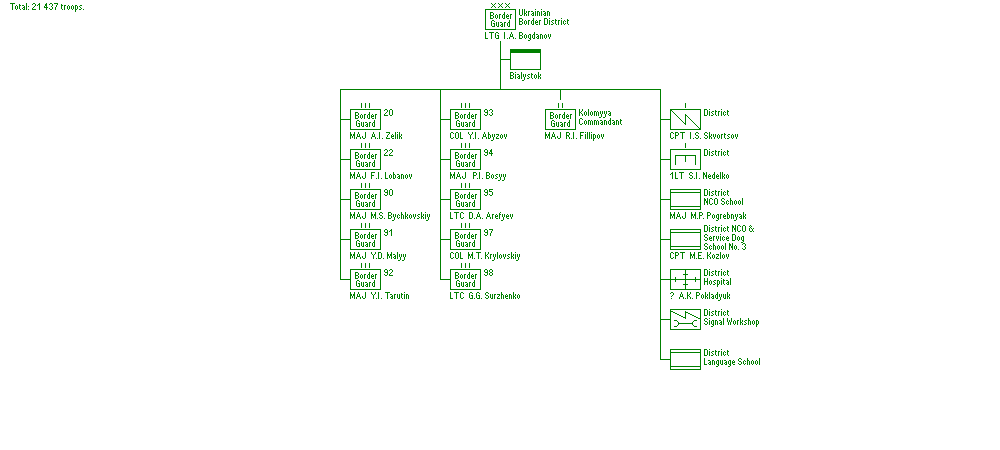 Total: 21 437 troops.
XXX
Border
Guard
Ukrainian
Border District
LTG I.A. Bogdanov
Bialystok
III
Border
Guard
20
MAJ A.I. Zelik
III
Border
Guard
22
MAJ F.I. Lobanov
III
Border
Guard
90
MAJ M.S. Bychkovskiy
III
Border
Guard
91
MAJ Y.D. Malyy
III
Border
Guard
92
MAJ Y.I. Tarutin
III
Border
Guard
93
COL Y.I. Abyzov
III
Border
Guard
94
MAJ P.I. Bosyy
III
Border
Guard
95
LTC D.A. Arefyev
III
Border
Guard
97
COL M.T. Krylovskiy
III
Border
Guard
98
LTC G.G. Surzhenko
II
Border
Guard
Kolomyya
Commandant
MAJ R.I. Fillipov
I
District
CPT I.S. Skvortsov
I
District
1LT S.I. Nedelko
District
NCO School
MAJ M.P. Pogrebnyak
District NCO &
Service Dog
School No. 3
CPT M.E. Kozlov
District
Hospital
? A.K. Pokladyuk
District
Signal Workshop
District
Language School